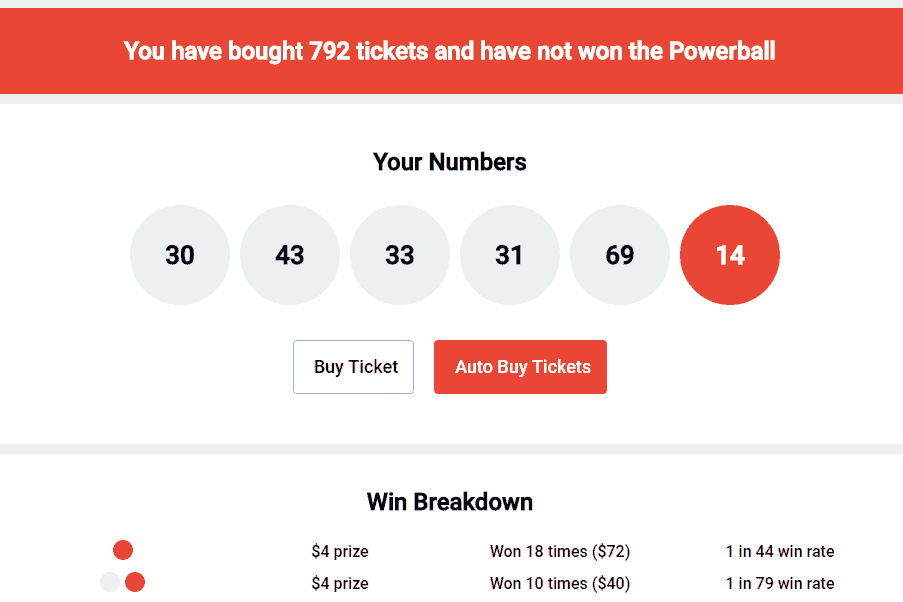 You have bought 792 tickets and have not won the Powerball
Your Numbers
30 43 33 31 69 14
Buy Ticket Auto Buy Tickets
Win Breakdown
$4 prize Won 18 times ($72) 1 in 44 win rate
$4 prize Won 10 times ($40) 1 in 79 win rate